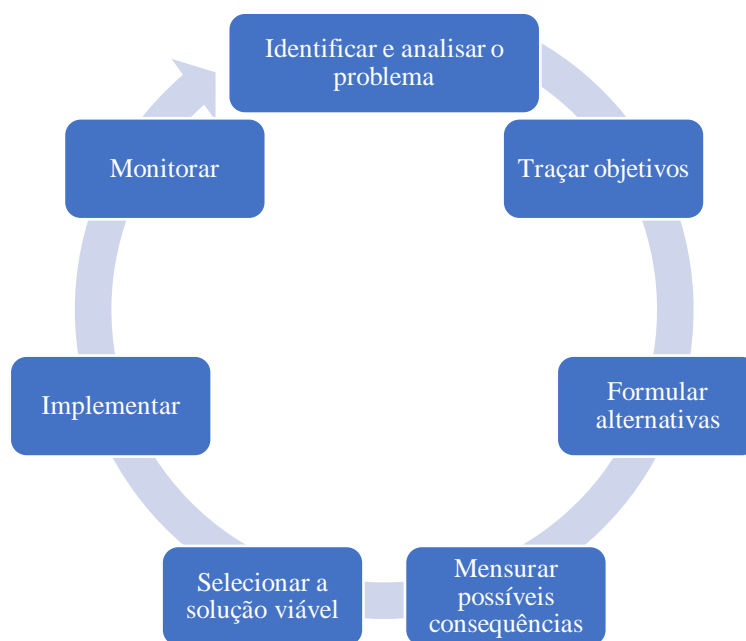 Identificar e analisar o
problema
Traçar objetivos
Formular
alternativas
Mensurar
possíveis
consequências
Selecionar a
solução viável
Implementar
Monitorar